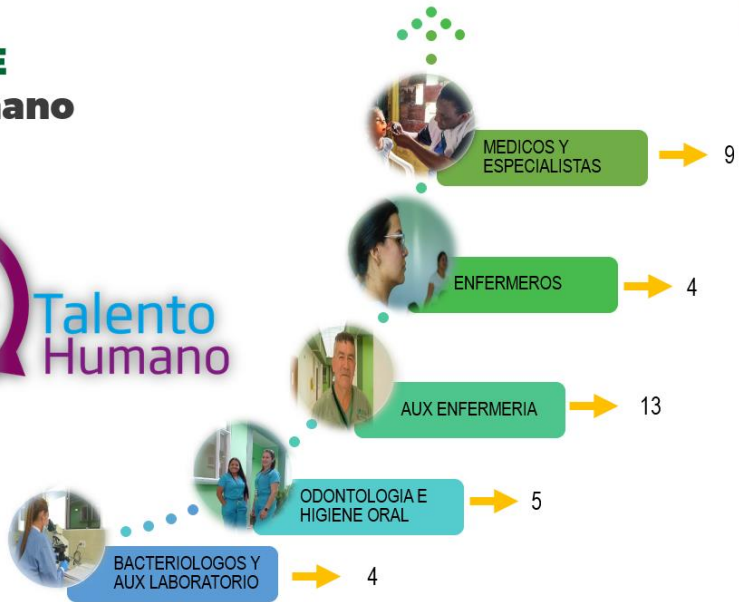 E
ano
MEDICOS Y
ESPECIALISTAS
9
ENFERMEROS
4
Talento
Humano
AUX ENFERMERIA
13
ODONTOLOGIA E
HIGIENE ORAL
5
BACTERIOLOGOS Y
AUX LABORATORIO
4